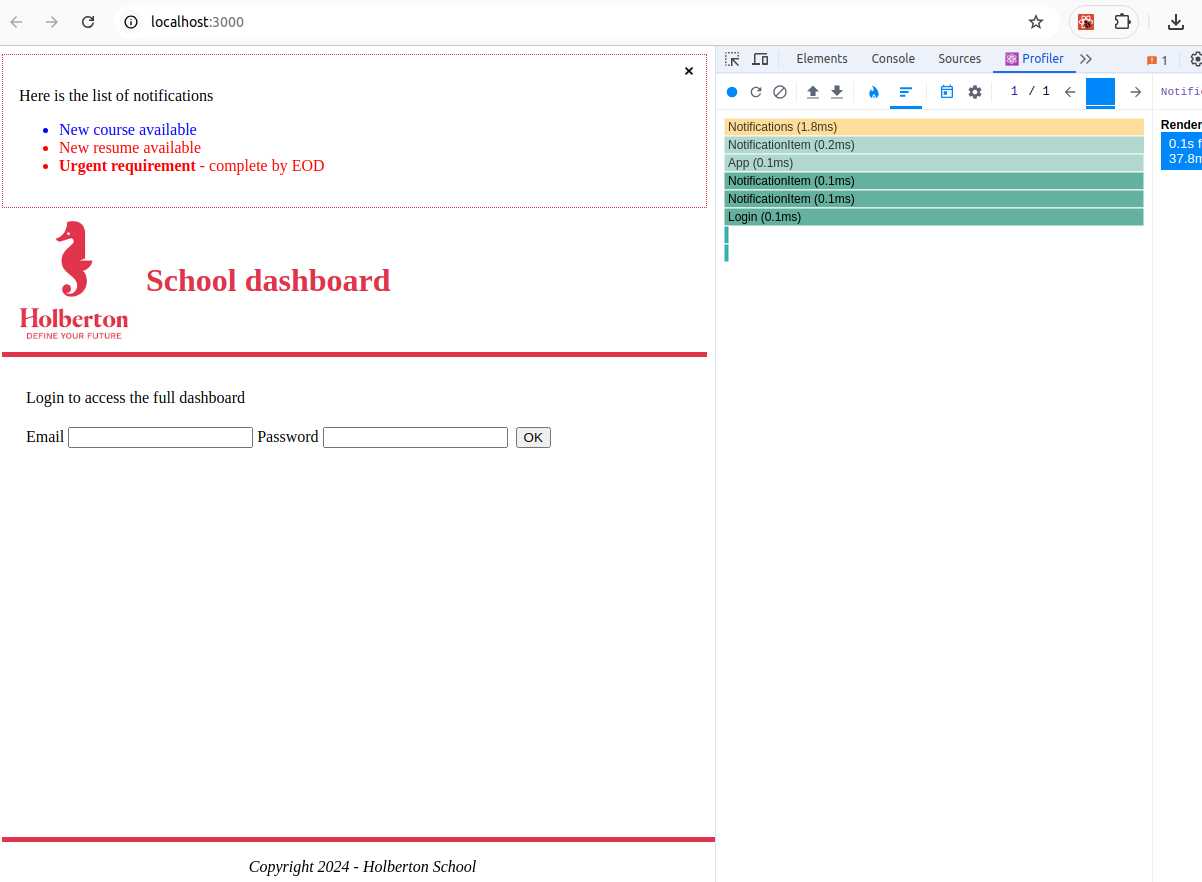 localhost:3000
Elements Console Sources Profiler 1
1 / 1
Here is the list of notifications
New course available
New resume available
Urgent requirement - complete by EOD
Holberton
DEFINE YOUR FUTURE
School dashboard
Login to access the full dashboard
Email Password OK
Copyright 2024 - Holberton School
Notifications (1.8ms)
NotificationItem (0.2ms)
App (0.1ms)
NotificationItem (0.1ms)
NotificationItem (0.1ms)
Login (0.1ms)
Notifi
Render
0.1s f
37.8m